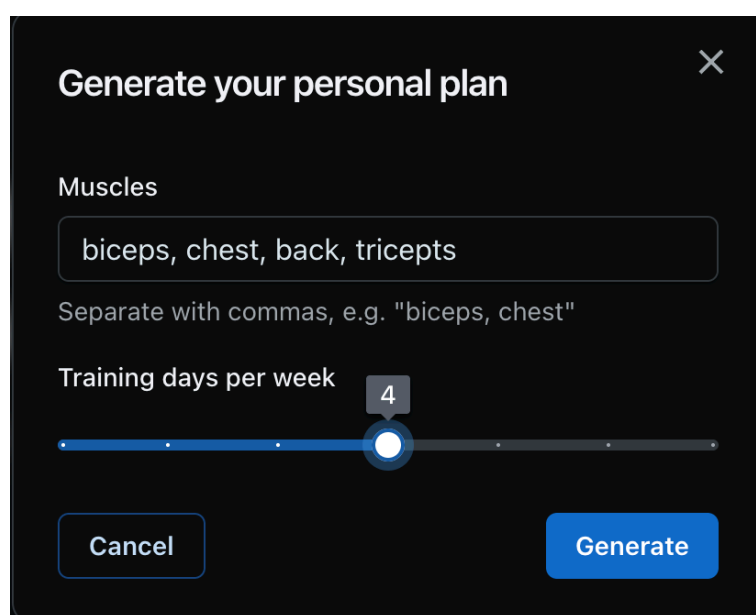 Generate your personal plan
Muscles
biceps, chest, back, tricepts
Separate with commas, e.g. "biceps, chest"
Training days per week
4
Cancel
Generate